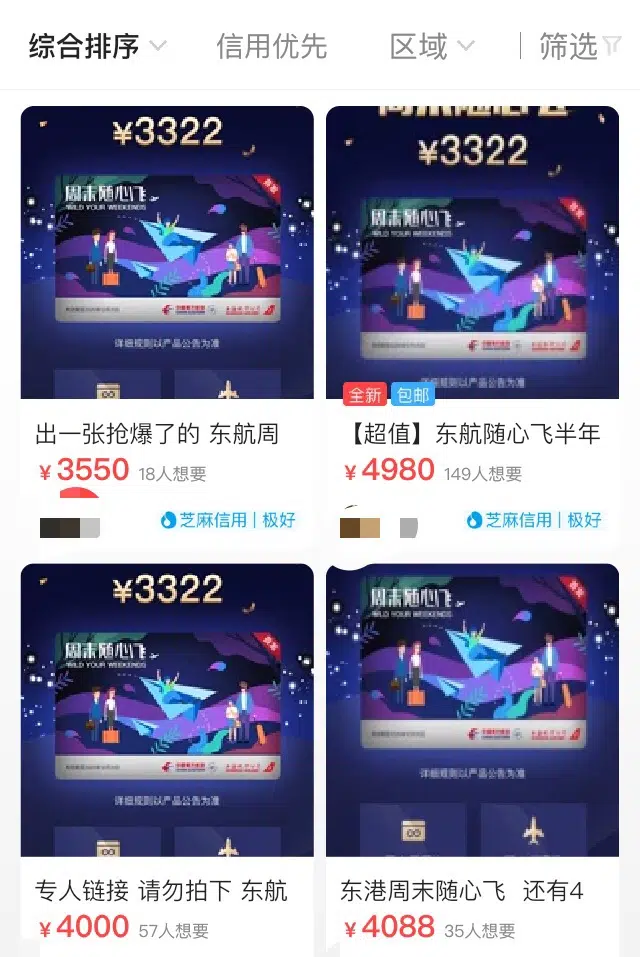 综合排序
信用优先
区域
筛选
¥3322
周末随心飞
WILD YOUR WEEKENDS
详细规则以产品公告为准
出一张抢爆了的 东航周
¥3550 18人想要
芝麻信用 | 极好
周末随心飞
¥3322
周末随心飞
WILD YOUR WEEKENDS
详细规则以产品公告为准
全新 包邮
【超值】东航随心飞半年
¥4980 149人想要
芝麻信用 | 极好
¥3322
周末随心飞
WILD YOUR WEEKENDS
详细规则以产品公告为准
专人链接 请勿拍下 东航
¥4000 57人想要
周末随心飞
WILD YOUR WEEKENDS
详细规则以产品公告为准
东港周末随心飞 还有4
¥4088 35人想要